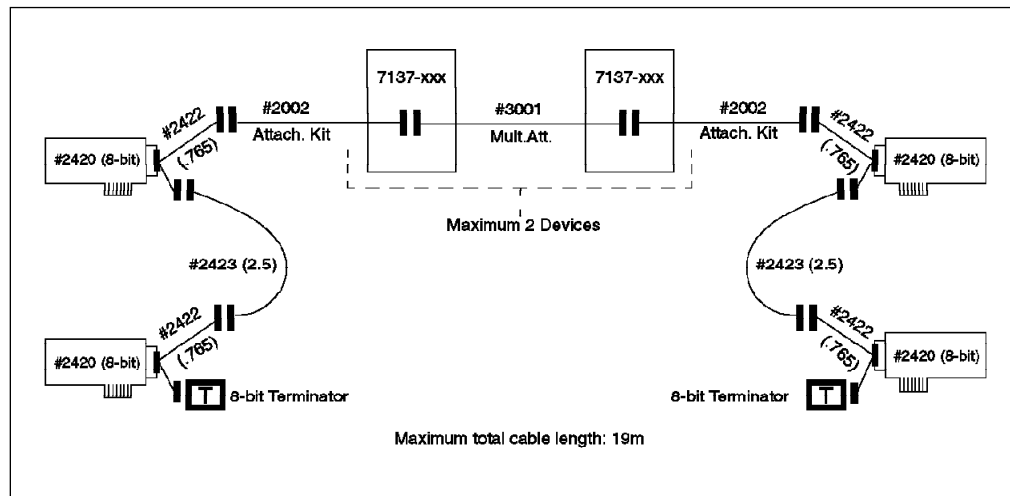 7137-xxx
7137-xxx
#2422
(.765)
#2002
Attach. Kit
#3001
Mult.Att.
#2002
Attach. Kit
#2422
(.765)
#2420 (8-bit)
#2420 (8-bit)
Maximum 2 Devices
#2423 (2.5)
#2423 (2.5)
#2422
(.765)
#2422
(.765)
#2420 (8-bit)
#2420 (8-bit)
T
8-bit Terminator
8-bit Terminator
T
Maximum total cable length: 19m